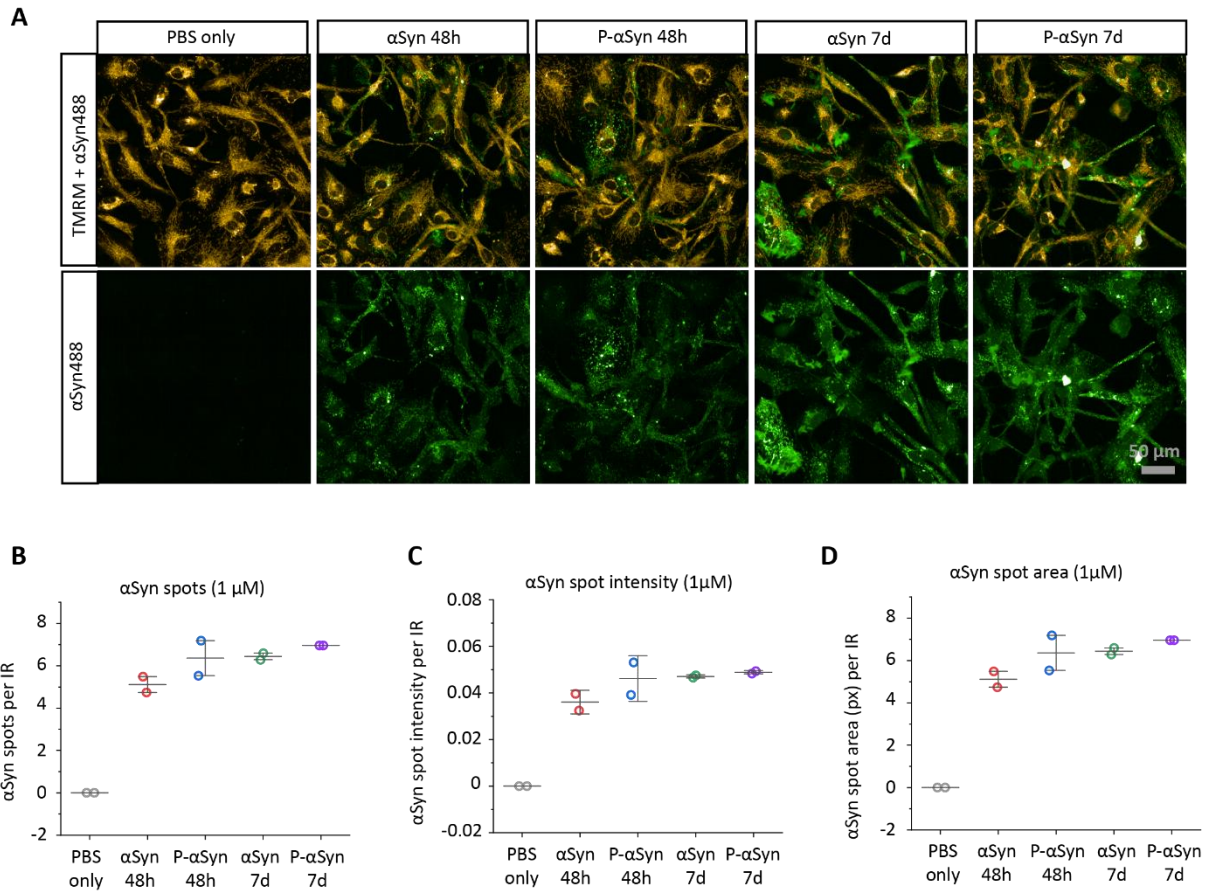 A
PBS only
αSyn 48h
P-αSyn 48h
αSyn 7d
P-αSyn 7d
TMRM + αSyn488
αSyn488
50 µm
B
αSyn spots (1 µM)
αSyn spots per IR
8
6
4
2
0
-2
PBS only
αSyn 48h
P-αSyn 48h
αSyn 7d
P-αSyn 7d
C
αSyn spot intensity (1µM)
αSyn spot intensity per IR
0.08
0.06
0.04
0.02
0
-0.02
PBS only
αSyn 48h
P-αSyn 48h
αSyn 7d
P-αSyn 7d
D
αSyn spot area (1µM)
αSyn spot area (px) per IR
8
6
4
2
0
-2
PBS only
αSyn 48h
P-αSyn 48h
αSyn 7d
P-αSyn 7d